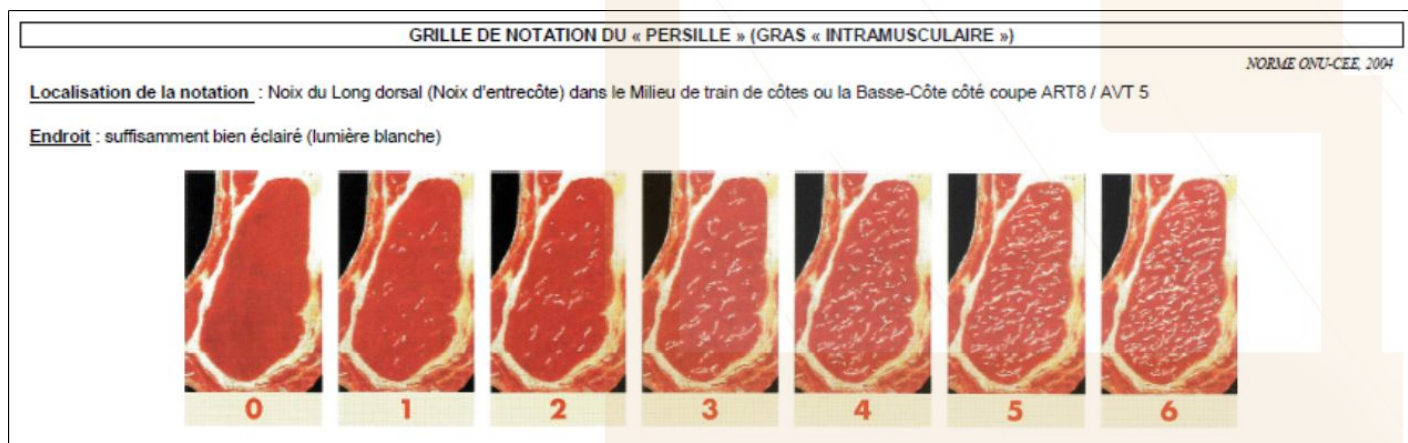 GRILLE DE NOTATION DU « PERSILLE » (GRAS « INTRAMUSCULAIRE »)
NORME ONU-CEE, 2004
Localisation de la notation : Noix du Long dorsal (Noix d'entrecôte) dans le Milieu de train de côtes ou la Basse-Côte côté coupe ART8 / AVT 5
Endroit : suffisamment bien éclairé (lumière blanche)
0 1 2 3 4 5 6